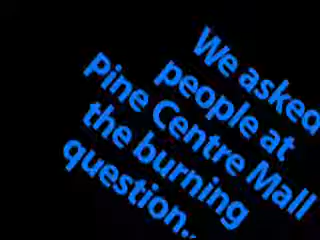 We asked
people at
Pine Centre Mall
the burning
question..